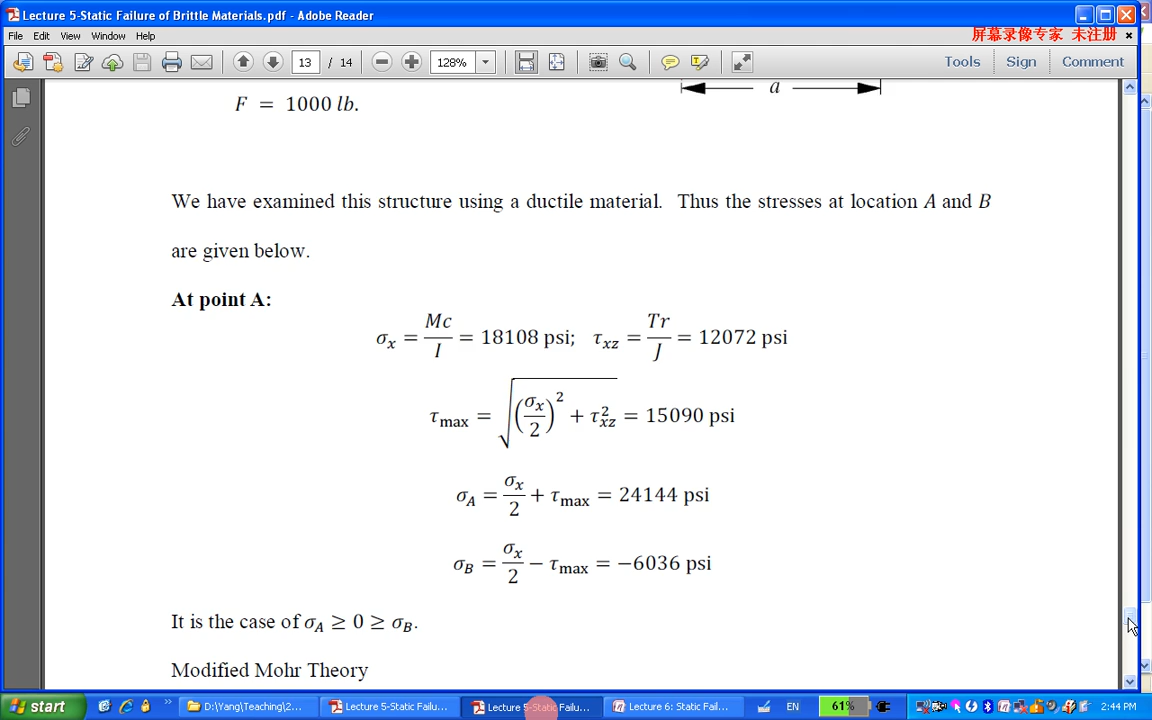 Lecture 5-Static Failure of Brittle Materials.pdf - Adobe Reader
File Edit View Window Help
屏幕录像专家 未注册
13 / 14 128% Tools Sign Comment
F = 1000 lb.
a
We have examined this structure using a ductile material. Thus the stresses at location A and B
are given below.
At point A:
σx = Mc/I = 18108 psi; τxz = Tr/J = 12072 psi
τmax = √((σx/2)² + τ²xz) = 15090 psi
σA = σx/2 + τmax = 24144 psi
σB = σx/2 − τmax = −6036 psi
It is the case of σA ≥ 0 ≥ σB.
Modified Mohr Theory
start D:\Yang\Teaching\2... Lecture 5-Static Failu... Lecture 5-Static Failu... Lecture 6: Static Fail... EN 61% 2:44 PM